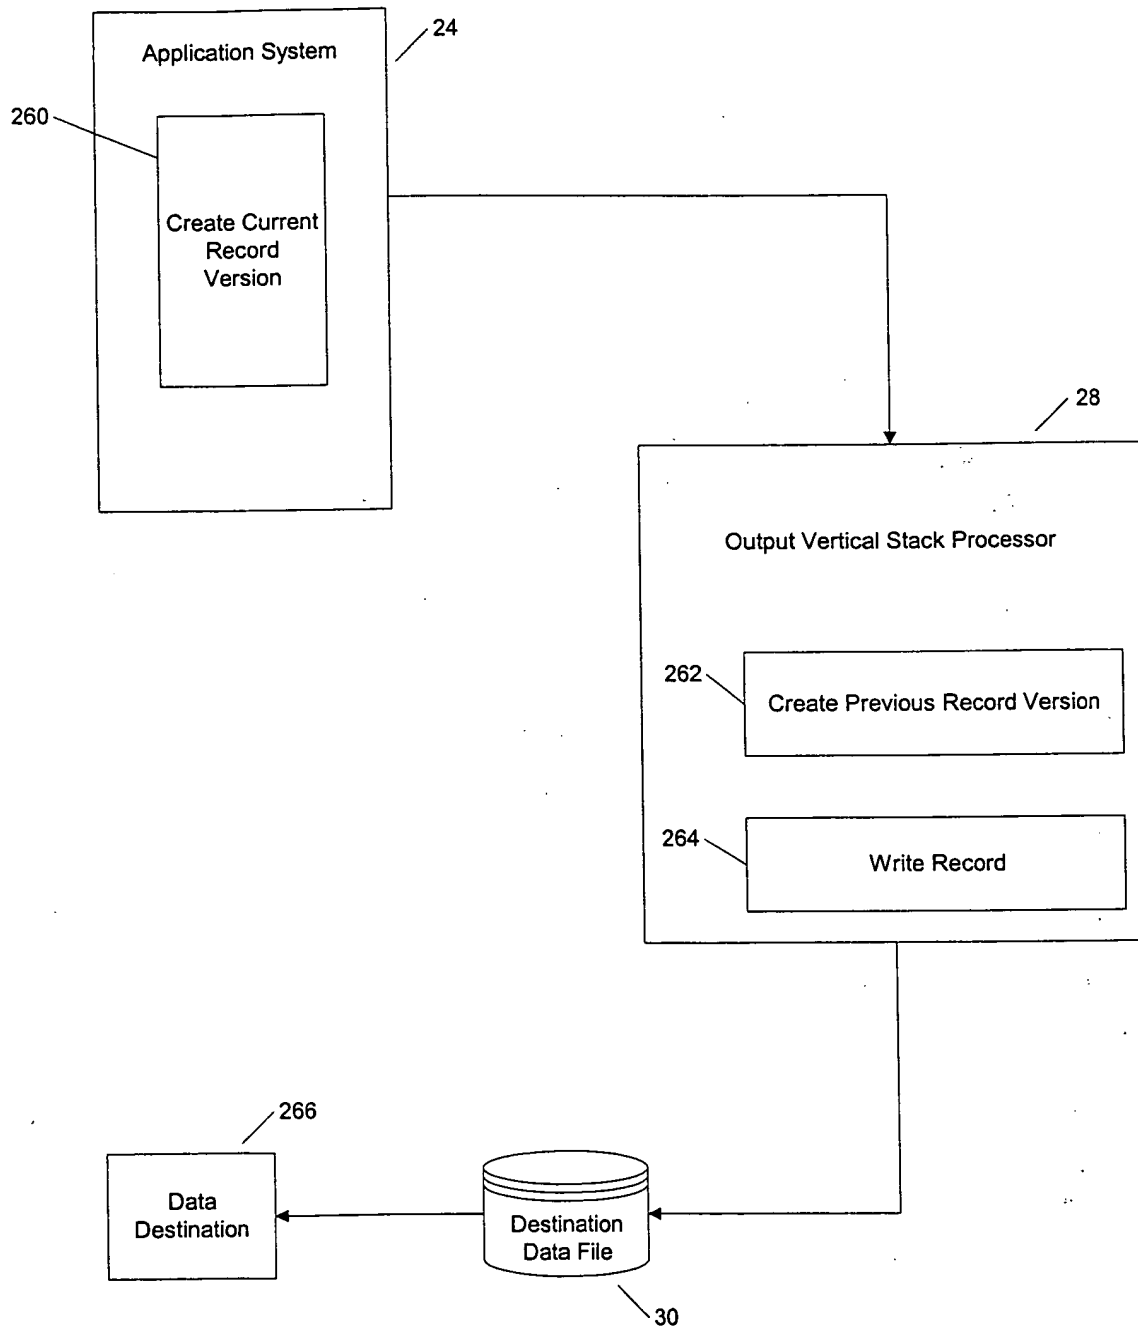 24
Application System
260
Create Current
Record
Version
28
Output Vertical Stack Processor
262
Create Previous Record Version
264
Write Record
266
Data
Destination
Destination
Data File
30